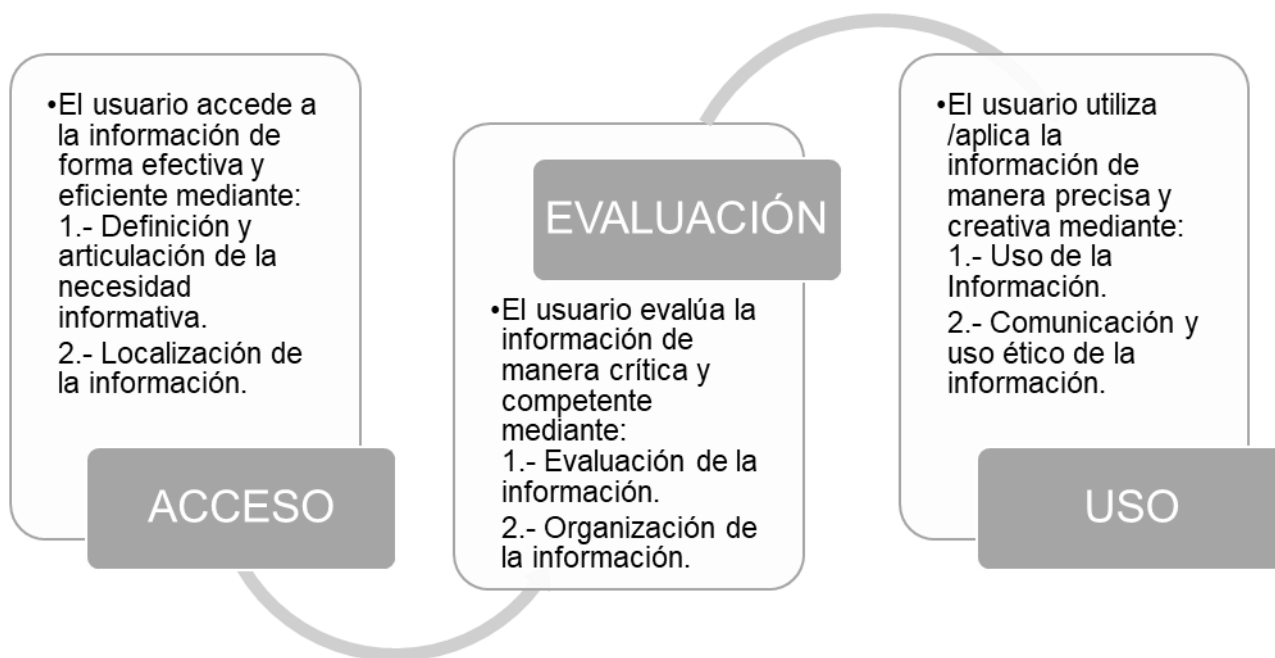 •El usuario accede a
la información de
forma efectiva y
eficiente mediante:
1.- Definición y
articulación de la
necesidad
informativa.
2.- Localización de
la información.
ACCESO
EVALUACIÓN
•El usuario evalúa la
información de
manera crítica y
competente
mediante:
1.- Evaluación de la
información.
2.- Organización de
la información.
•El usuario utiliza
/aplica la
información de
manera precisa y
creativa mediante:
1.- Uso de la
Información.
2.- Comunicación y
uso ético de la
información.
USO